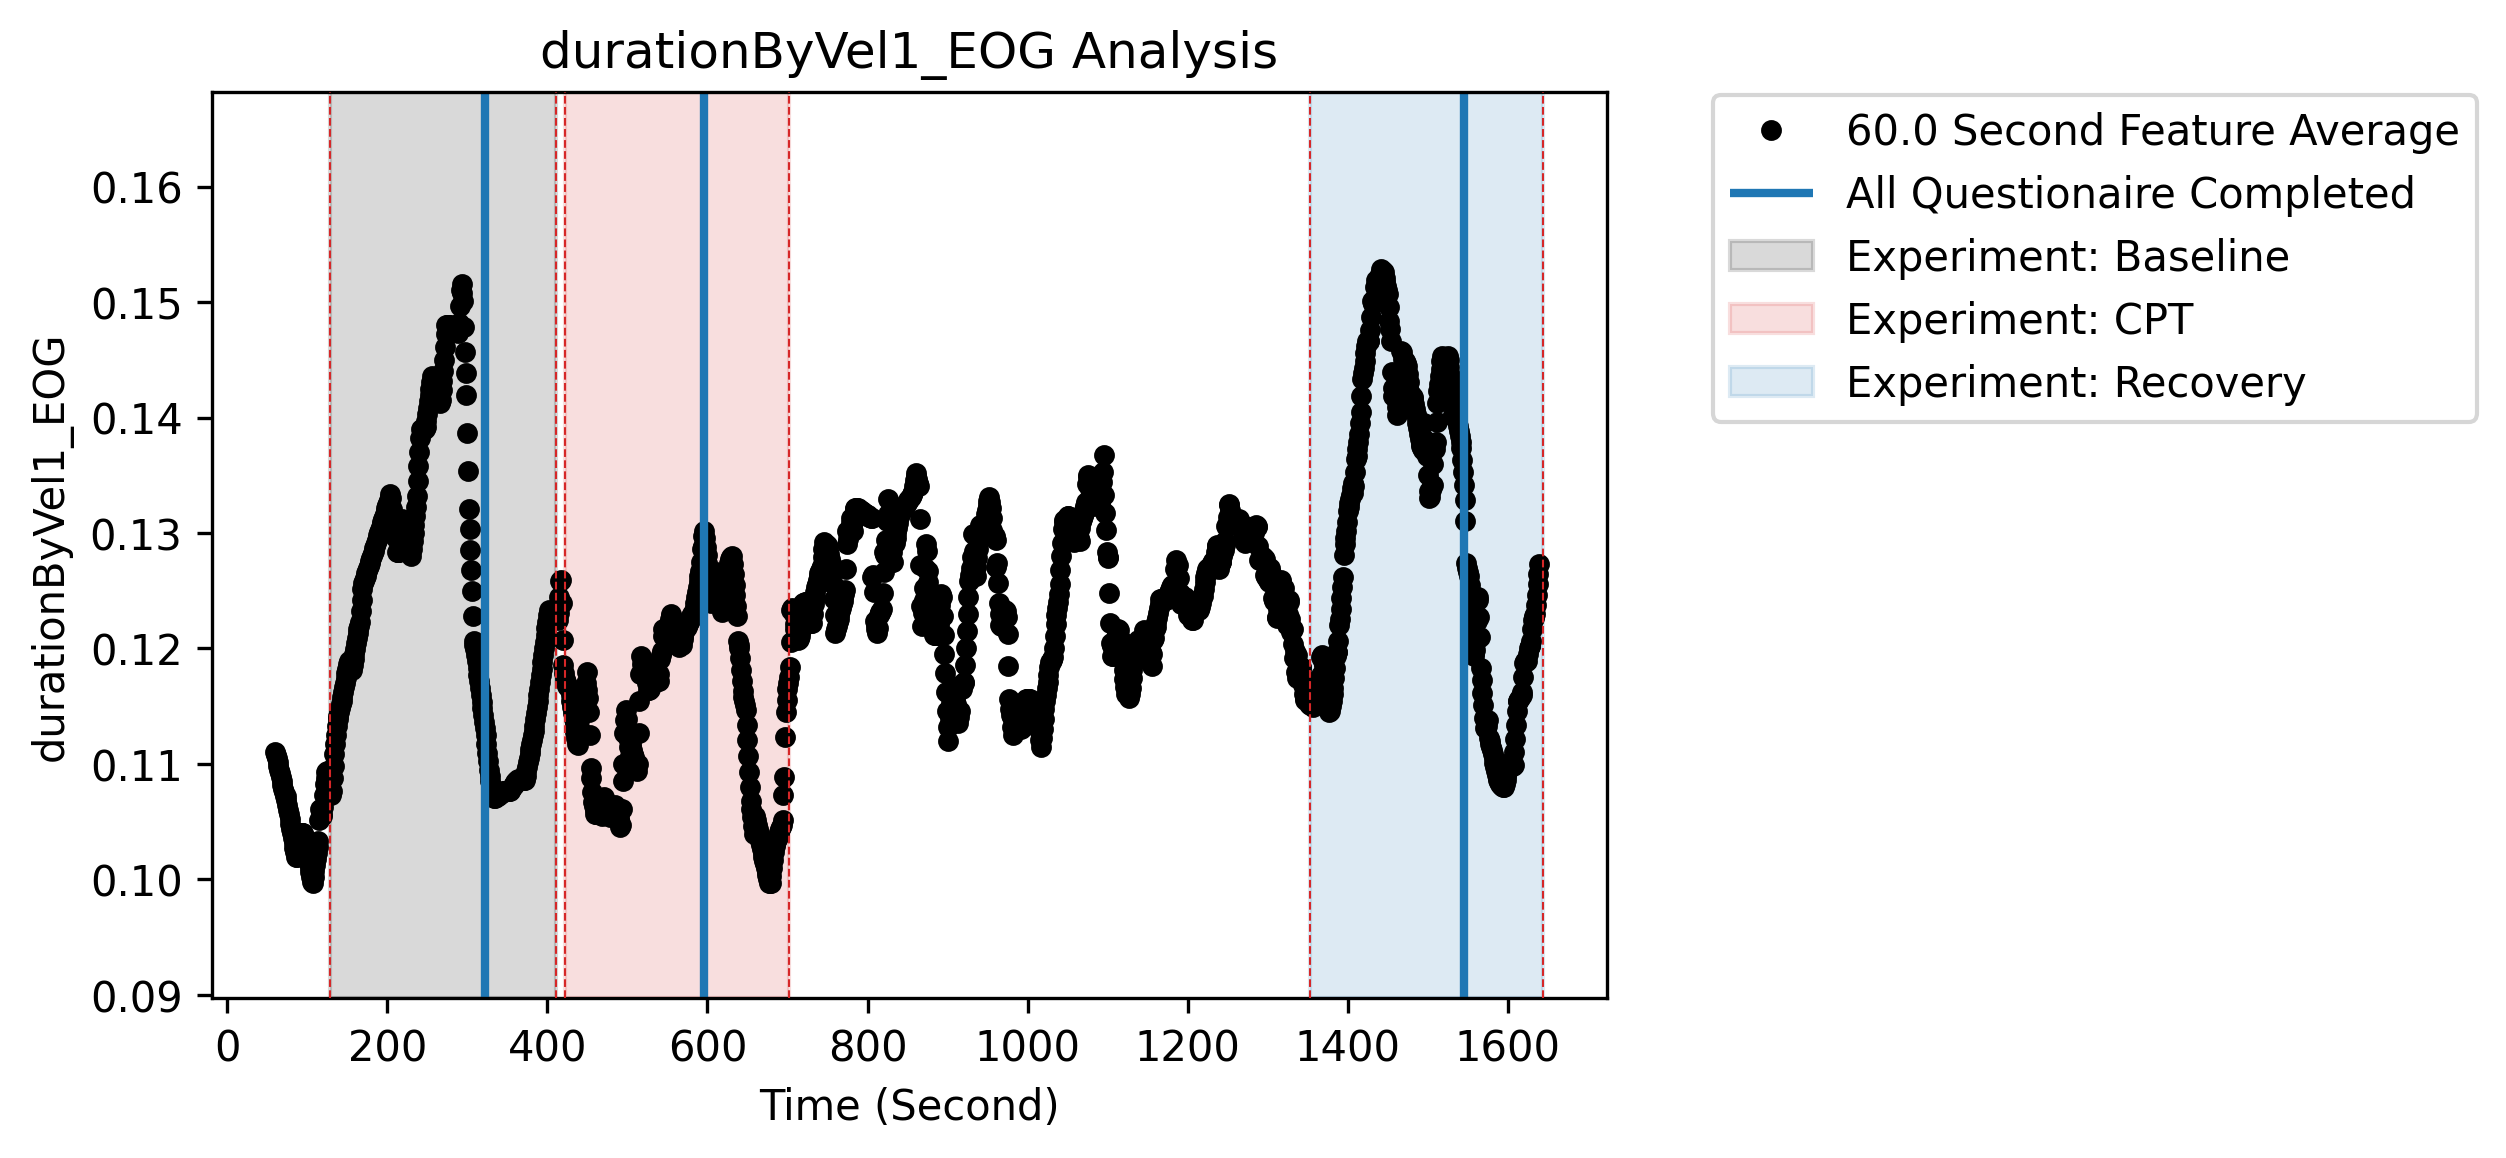 durationByVel1_EOG Analysis
60.0 Second Feature Average
All Questionaire Completed
Experiment: Baseline
Experiment: CPT
Experiment: Recovery
durationByVel1_EOG
0.16
0.15
0.14
0.13
0.12
0.11
0.10
0.09
0 200 400 600 800 1000 1200 1400 1600
Time (Second)